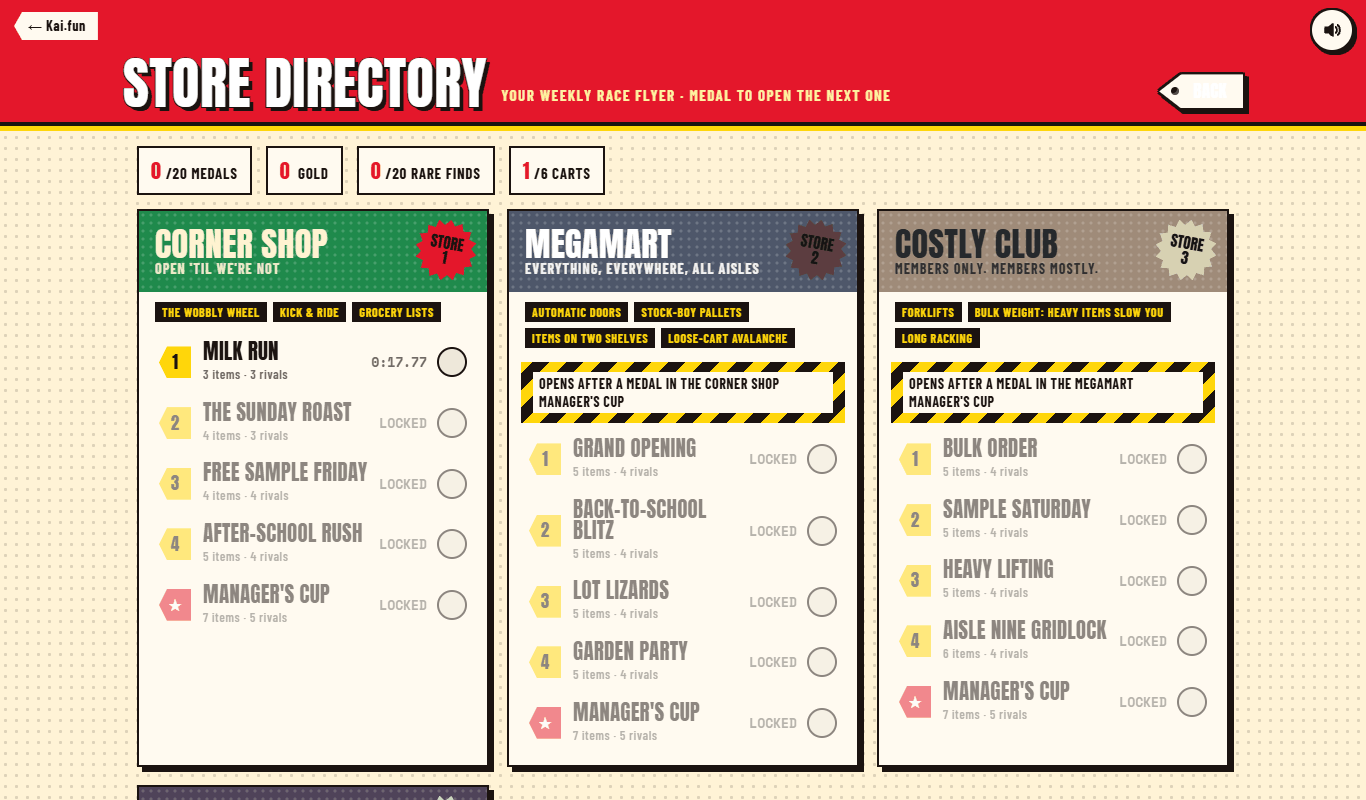 ← Kai.fun
STORE DIRECTORY
YOUR WEEKLY RACE FLYER · MEDAL TO OPEN THE NEXT ONE
0 /20 MEDALS
0 GOLD
0 /20 RARE FINDS
1 /6 CARTS
CORNER SHOP
OPEN 'TIL WE'RE NOT
STORE
1
THE WOBBLY WHEEL
KICK & RIDE
GROCERY LISTS
1
MILK RUN
3 items · 3 rivals
0:17.77
2
THE SUNDAY ROAST
4 items · 3 rivals
LOCKED
3
FREE SAMPLE FRIDAY
4 items · 4 rivals
LOCKED
4
AFTER-SCHOOL RUSH
5 items · 4 rivals
LOCKED
★
MANAGER'S CUP
7 items · 5 rivals
LOCKED
MEGAMART
EVERYTHING, EVERYWHERE, ALL AISLES
STORE
2
AUTOMATIC DOORS
STOCK-BOY PALLETS
ITEMS ON TWO SHELVES
LOOSE-CART AVALANCHE
OPENS AFTER A MEDAL IN THE CORNER SHOP
MANAGER'S CUP
1
GRAND OPENING
5 items · 4 rivals
LOCKED
2
BACK-TO-SCHOOL
BLITZ
5 items · 4 rivals
LOCKED
3
LOT LIZARDS
5 items · 4 rivals
LOCKED
4
GARDEN PARTY
5 items · 4 rivals
LOCKED
★
MANAGER'S CUP
7 items · 5 rivals
LOCKED
COSTLY CLUB
MEMBERS ONLY. MEMBERS MOSTLY.
STORE
3
FORKLIFTS
BULK WEIGHT: HEAVY ITEMS SLOW YOU
LONG RACKING
OPENS AFTER A MEDAL IN THE MEGAMART
MANAGER'S CUP
1
BULK ORDER
5 items · 4 rivals
LOCKED
2
SAMPLE SATURDAY
5 items · 4 rivals
LOCKED
3
HEAVY LIFTING
5 items · 4 rivals
LOCKED
4
AISLE NINE GRIDLOCK
6 items · 4 rivals
LOCKED
★
MANAGER'S CUP
7 items · 5 rivals
LOCKED